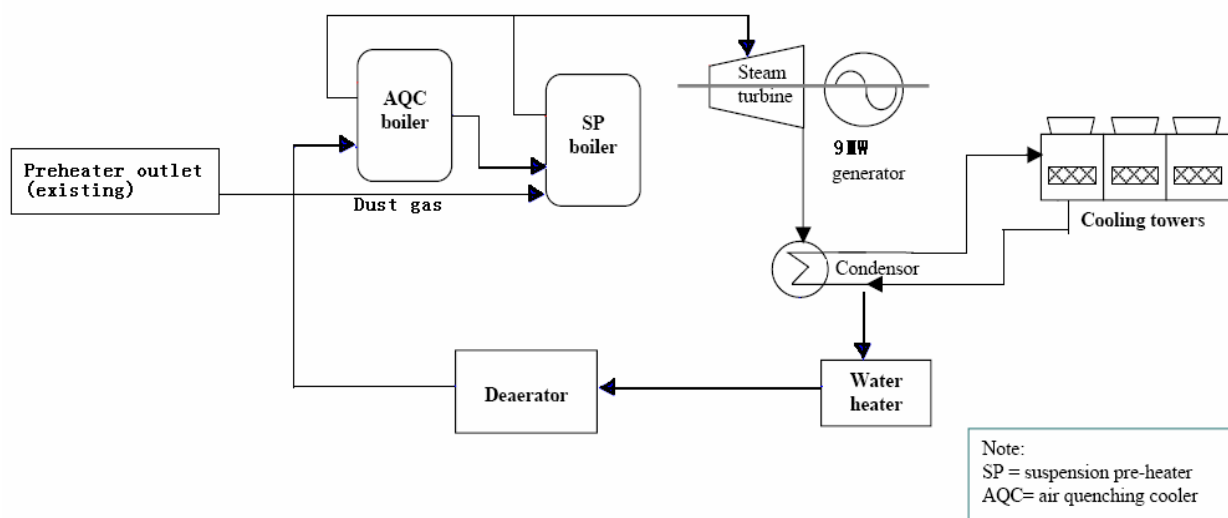 AQC
boiler
SP
boiler
Steam
turbine
9MW
generator
Preheater outlet
(existing)
Dust gas
Cooling towers
Condensor
Deaerator
Water
heater
Note:
SP = suspension pre-heater
AQC= air quenching cooler